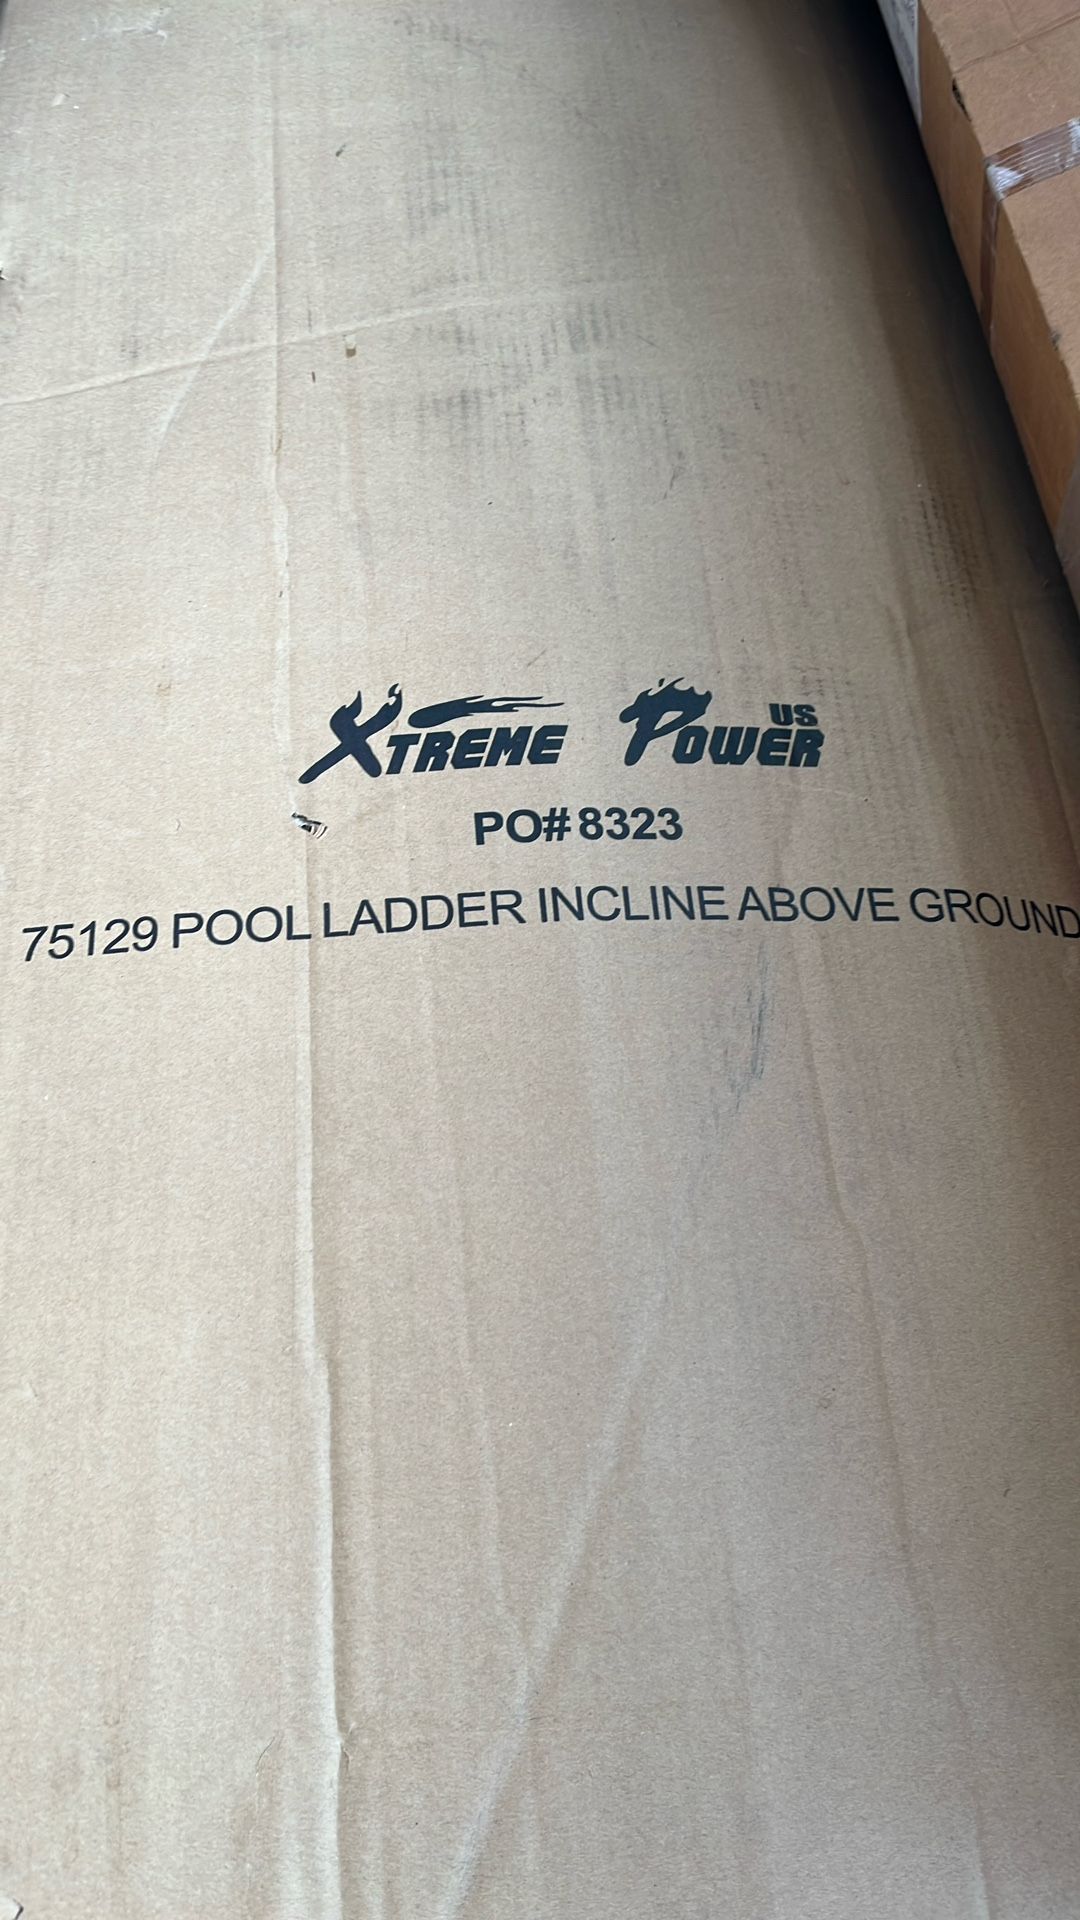 XTREME POWER US
PO# 8323
75129 POOL LADDER INCLINE ABOVE GROUND